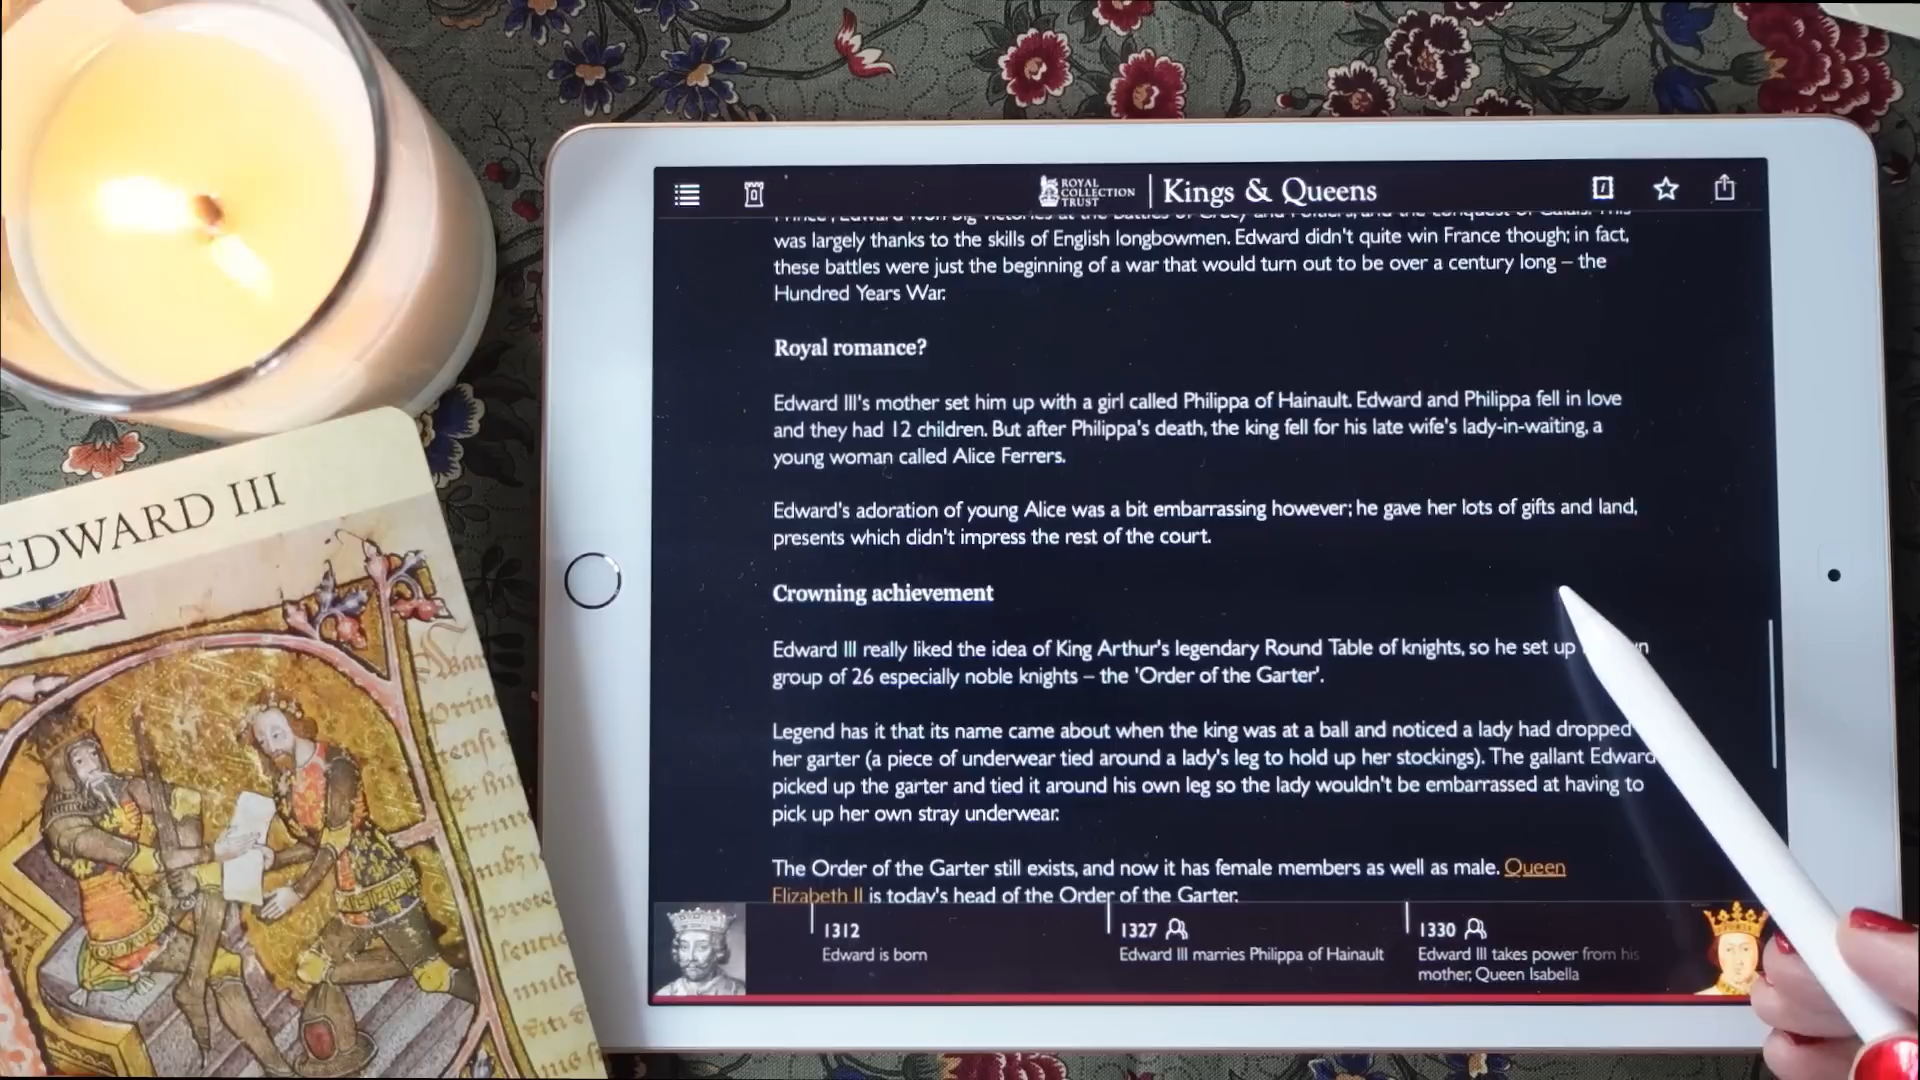 ROYAL
COLLECTION
TRUST
Kings & Queens
was largely thanks to the skills of English longbowmen. Edward didn't quite win France though; in fact,
these battles were just the beginning of a war that would turn out to be over a century long – the
Hundred Years War.
Royal romance?
Edward III's mother set him up with a girl called Philippa of Hainault. Edward and Philippa fell in love
and they had 12 children. But after Philippa's death, the king fell for his late wife's lady-in-waiting, a
young woman called Alice Ferrers.
Edward's adoration of young Alice was a bit embarrassing however; he gave her lots of gifts and land,
presents which didn't impress the rest of the court.
Crowning achievement
Edward III really liked the idea of King Arthur's legendary Round Table of knights, so he set up
group of 26 especially noble knights – the 'Order of the Garter'.
Legend has it that its name came about when the king was at a ball and noticed a lady had dropped
her garter (a piece of underwear tied around a lady's leg to hold up her stockings). The gallant Edward
picked up the garter and tied it around his own leg so the lady wouldn't be embarrassed at having to
pick up her own stray underwear.
The Order of the Garter still exists, and now it has female members as well as male. Queen
Elizabeth II is today's head of the Order of the Garter.
1312
Edward is born
1327
Edward III marries Philippa of Hainault
1330
Edward III takes power from his
mother, Queen Isabella
EDWARD III